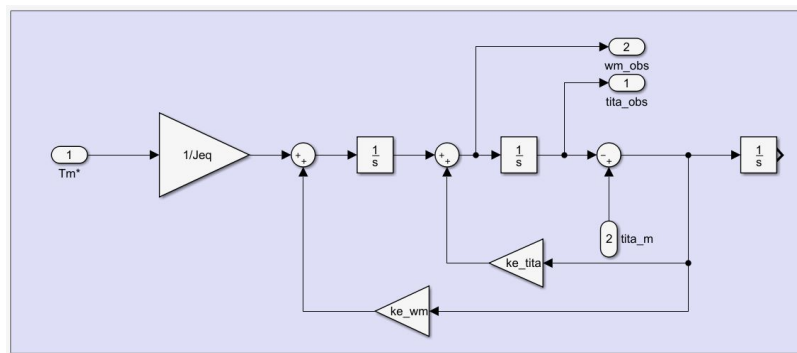 2
wm_obs
1
tita_obs
1
Tm*
1/Jeq
+
+
1
s
+
+
1
s
−
+
1
s
2
tita_m
ke_tita
ke_wm